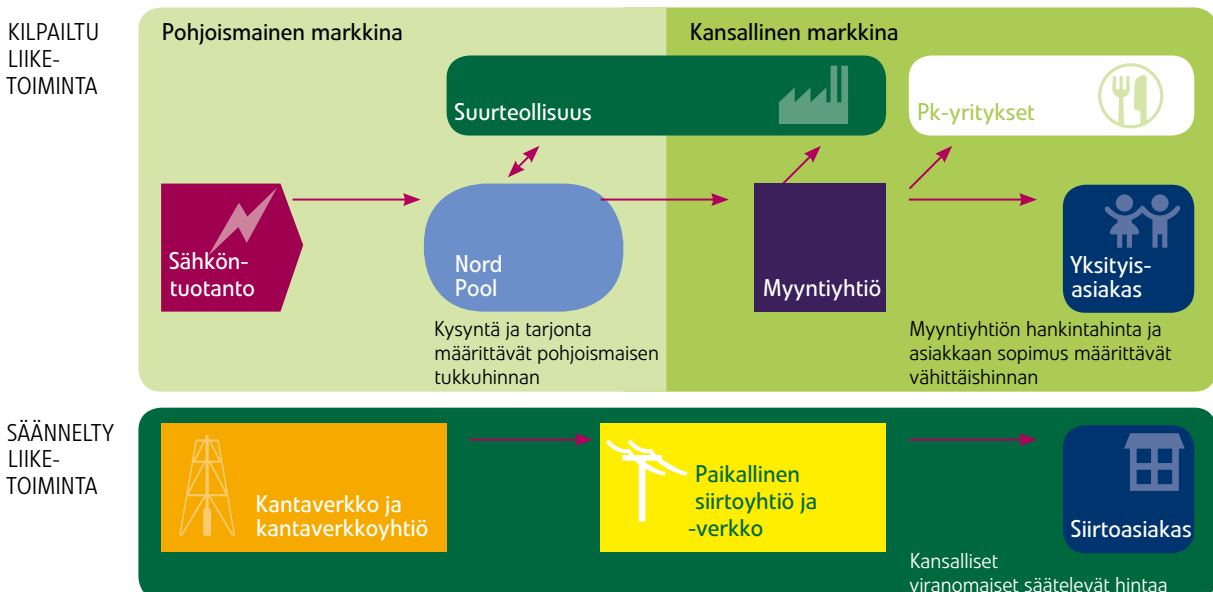 KILPAILTU
LIIKE-
TOIMINTA
Pohjoismainen markkina
Kansallinen markkina
Suurteollisuus
Pk-yritykset
Sähkön-
tuotanto
Nord
Pool
Myyntiyhtiö
Yksityis-
asiakas
Kysyntä ja tarjonta
määrittävät pohjoismaisen
tukkuhinnan
Myyntiyhtiön hankintahinta ja
asiakkaan sopimus määrittävät
vähittäishinnan
SÄÄNNELTY
LIIKE-
TOIMINTA
Kantaverkko ja
kantaverkkoyhtiö
Paikallinen
siirtoyhtiö ja
-verkko
Siirtoasiakas
Kansalliset
viranomaiset säätelevät hintaa